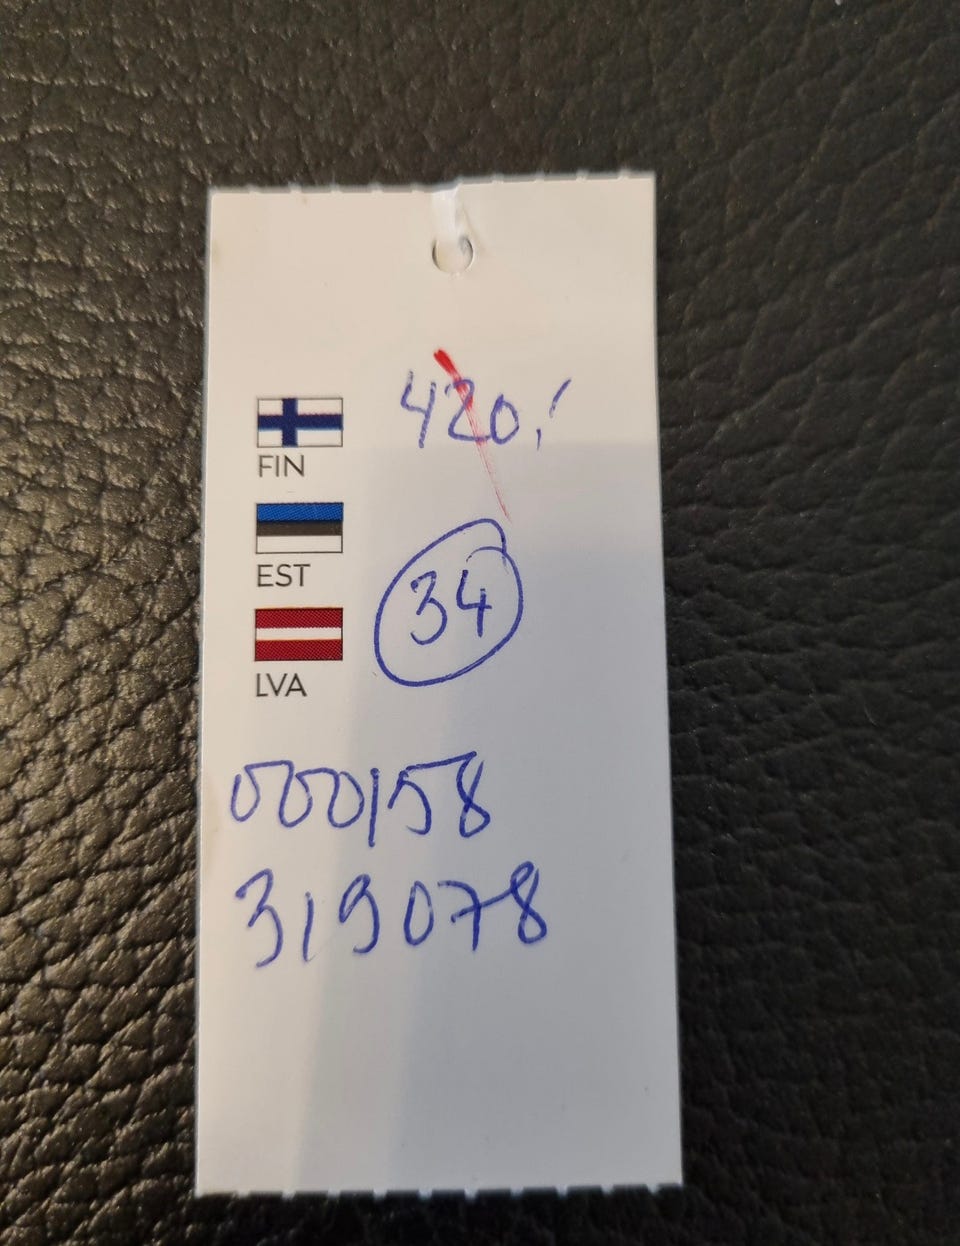 420,-
FIN
EST
34
LVA
000158
319078